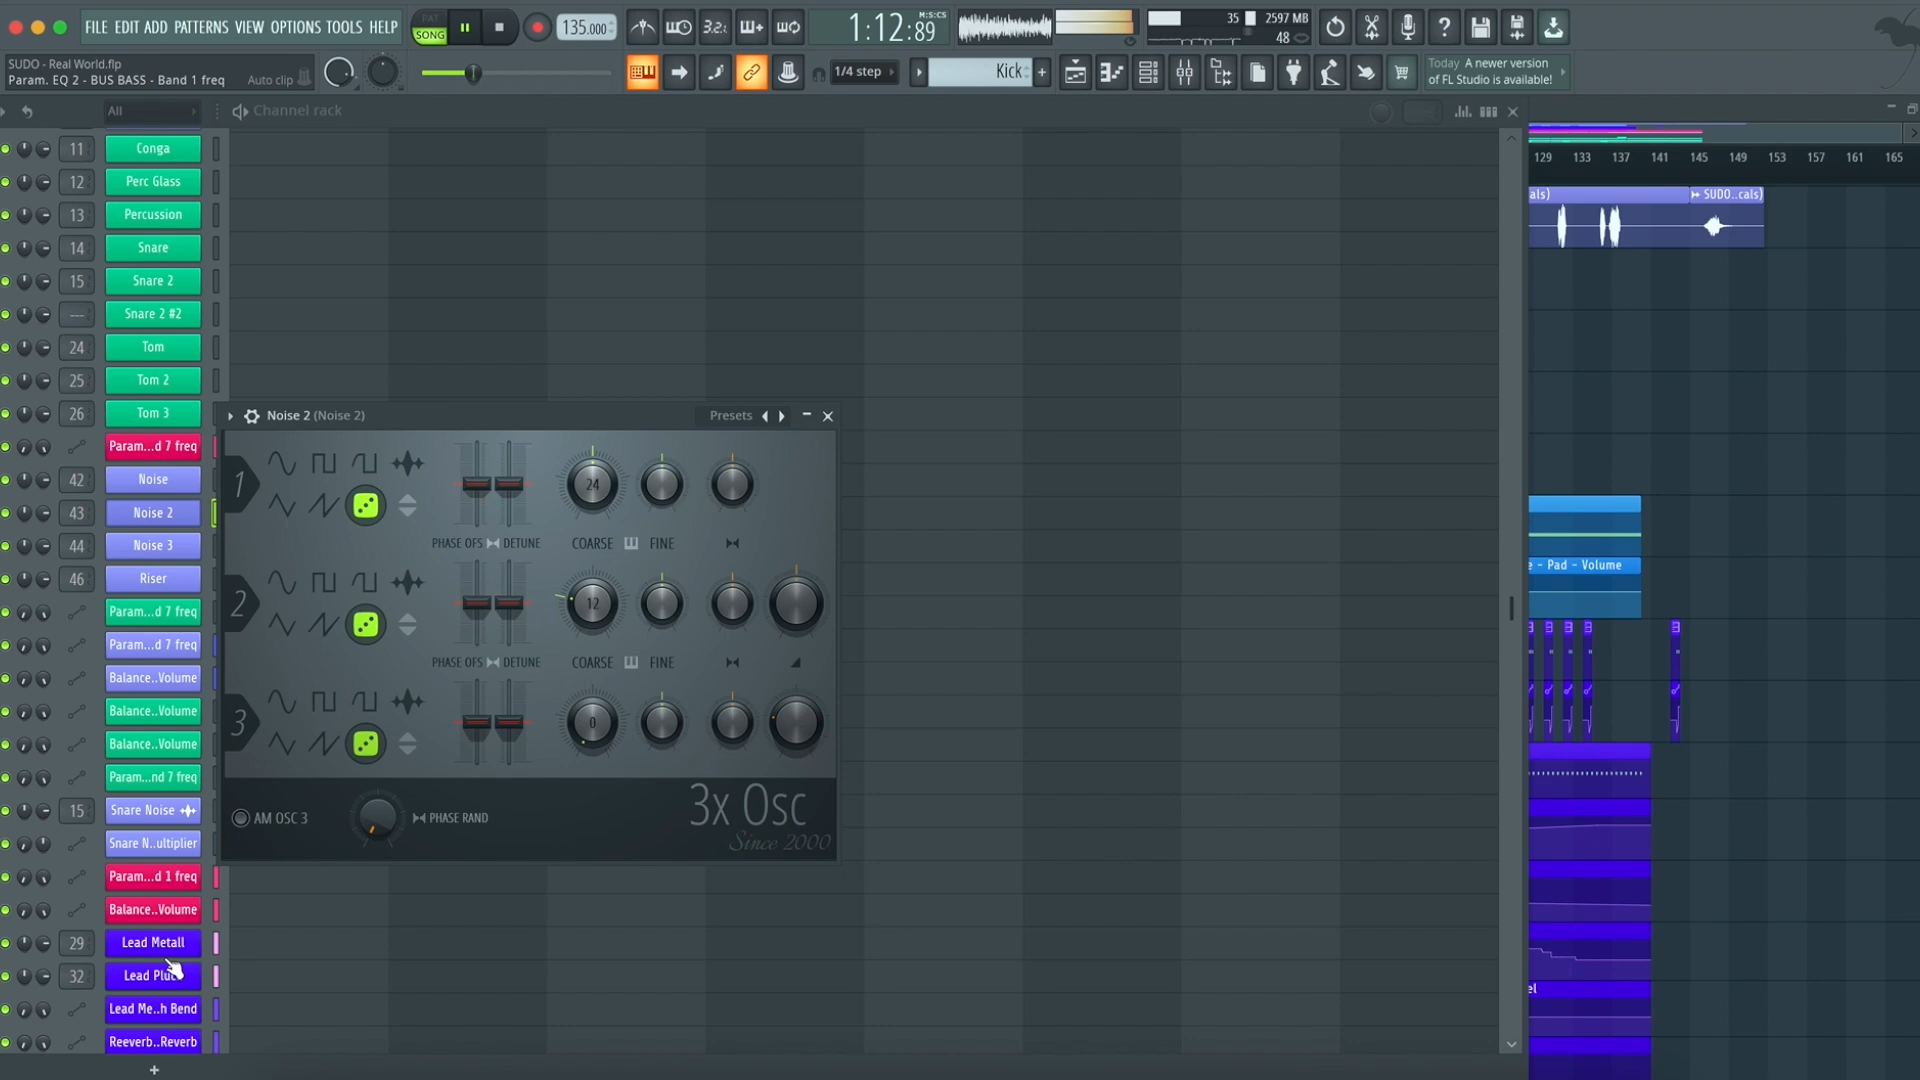 FILE EDIT ADD PATTERNS VIEW OPTIONS TOOLS HELP
PAT
SONG
135.000
3.2.
1:12:89
M:S:CS
35
2597 MB
48
SUDO - Real World.flp
Param. EQ 2 - BUS BASS - Band 1 freq
Auto clip
1/4 step
Kick
Today A newer version
of FL Studio is available!
All
Channel rack
11 Conga
12 Perc Glass
13 Percussion
14 Snare
15 Snare 2
--- Snare 2 #2
24 Tom
25 Tom 2
26 Tom 3
Param...d 7 freq
42 Noise
43 Noise 2
44 Noise 3
46 Riser
Param...d 7 freq
Param...d 7 freq
Balance..Volume
Balance..Volume
Balance..Volume
Param...nd 7 freq
15 Snare Noise
Snare N..ultiplier
Param...d 1 freq
Balance..Volume
29 Lead Metall
32 Lead
Lead Me..h Bend
Reeverb..Reverb
+
Noise 2 (Noise 2)
Presets
1
24
PHASE OFS DETUNE COARSE FINE
2
12
PHASE OFS DETUNE COARSE FINE
3
0
AM OSC 3
PHASE RAND
3x Osc
Since 2000
129 133 137 141 145 149 153 157 161 165
als)
SUDO..cals)
e - Pad - Volume
el